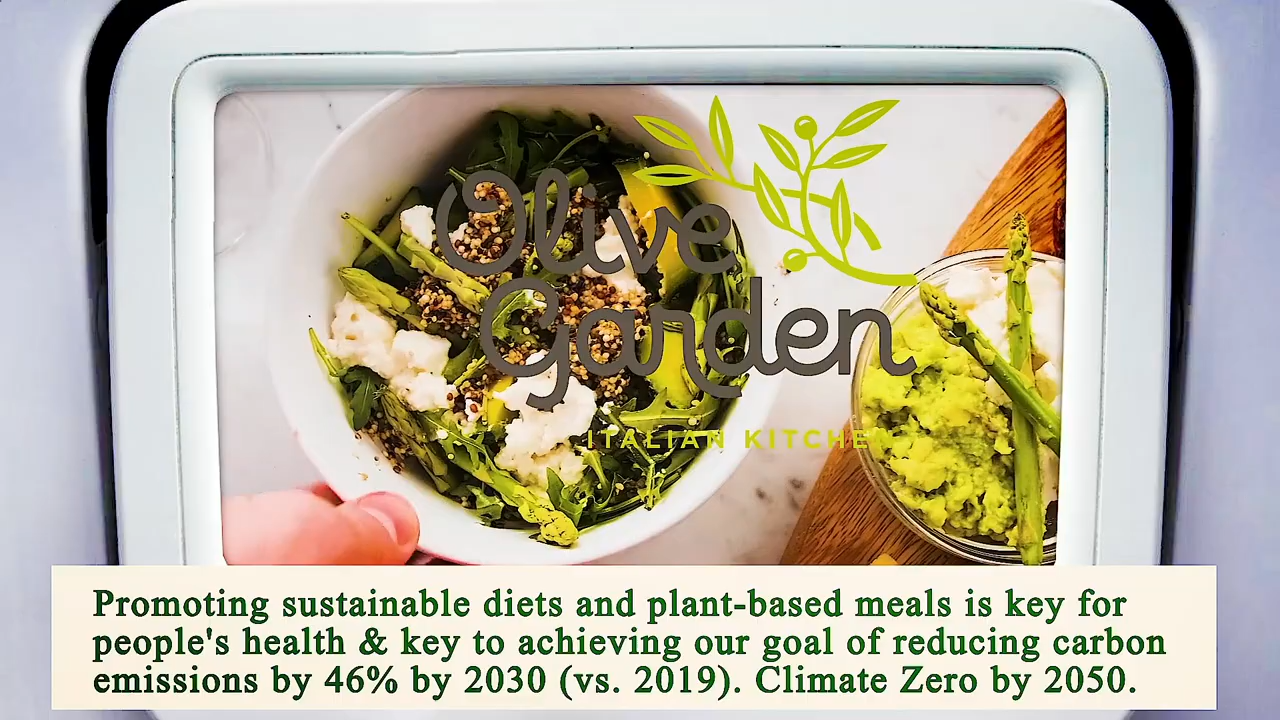 Olive
Garden
ITALIAN KITCHEN
Promoting sustainable diets and plant-based meals is key for
people's health & key to achieving our goal of reducing carbon
emissions by 46% by 2030 (vs. 2019). Climate Zero by 2050.